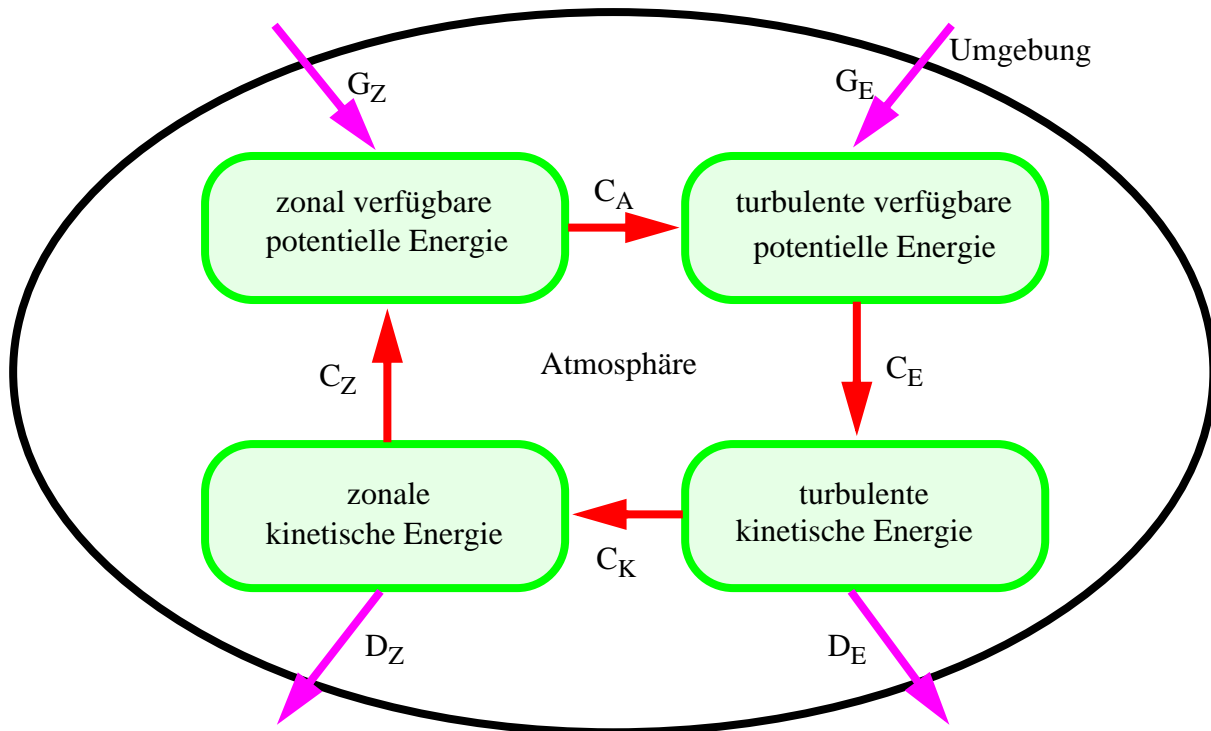 Umgebung
G_Z
G_E
zonal verfügbare
potentielle Energie
C_A
turbulente verfügbare
potentielle Energie
C_Z
Atmosphäre
C_E
zonale
kinetische Energie
C_K
turbulente
kinetische Energie
D_Z
D_E